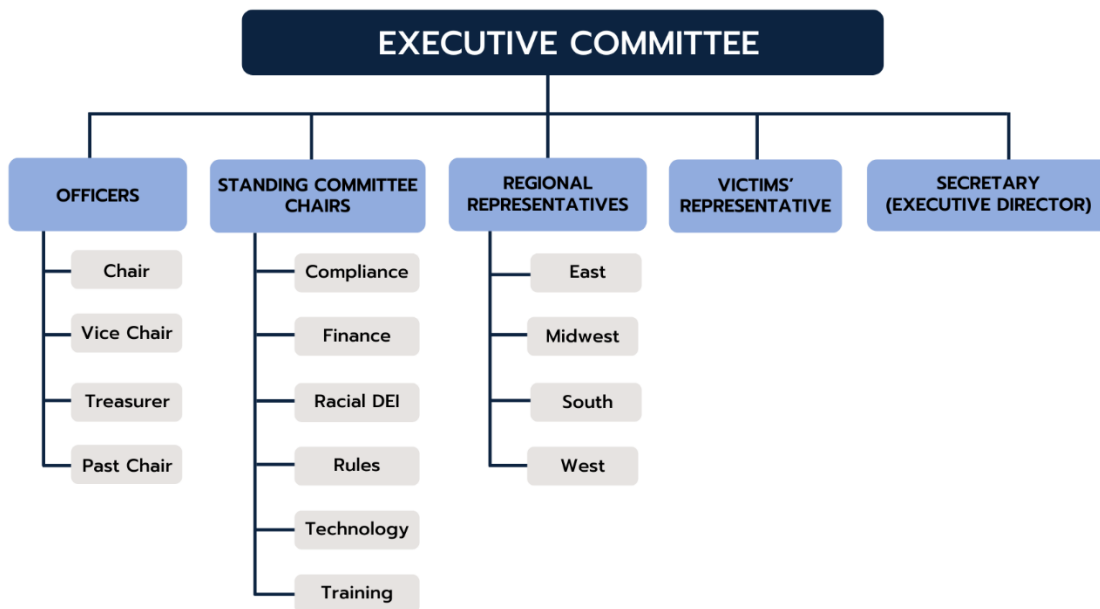 EXECUTIVE COMMITTEE
OFFICERS
Chair
Vice Chair
Treasurer
Past Chair
STANDING COMMITTEE
CHAIRS
Compliance
Finance
Racial DEI
Rules
Technology
Training
REGIONAL
REPRESENTATIVES
East
Midwest
South
West
VICTIMS'
REPRESENTATIVE
SECRETARY
(EXECUTIVE DIRECTOR)